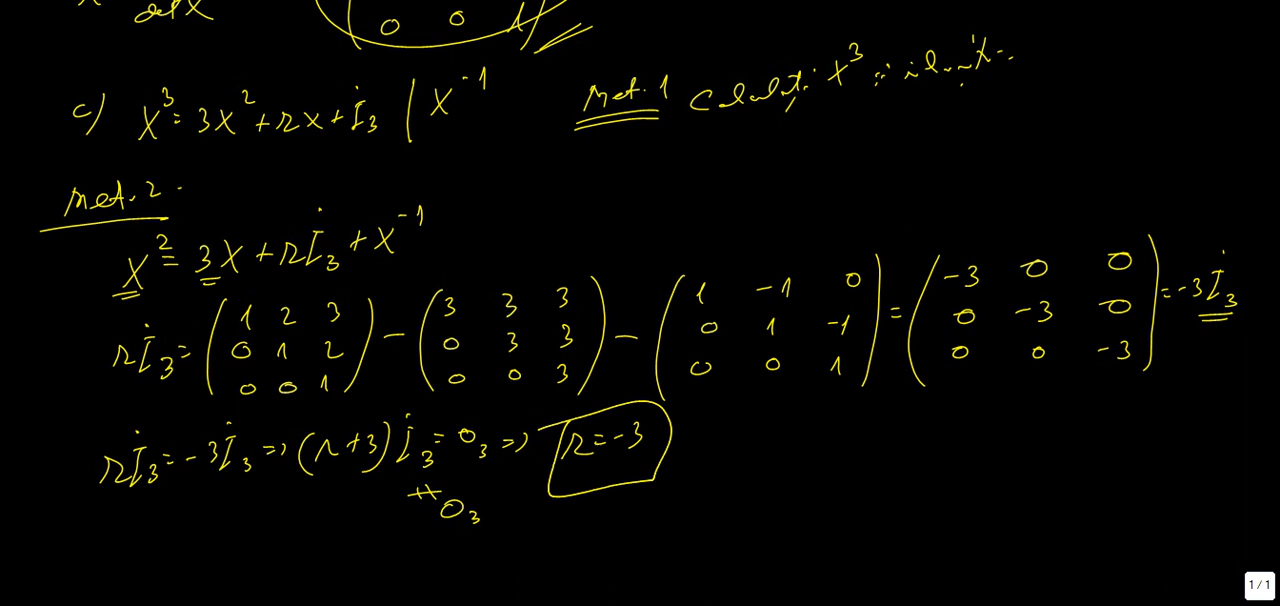 det X
0 0 1
c) X³ = 3X² + rX + I₃ | X⁻¹
Met. 1 Calculăm X³
Met. 2
X² = 3X + rI₃ + X⁻¹
rI₃ = (1 2 3 / 0 1 2 / 0 0 1) - (3 3 3 / 0 3 3 / 0 0 3) - (1 -1 0 / 0 1 -1 / 0 0 1) = (-3 0 0 / 0 -3 0 / 0 0 -3) = -3I₃
rI₃ = -3I₃ => (r+3)I₃ = O₃ => r = -3
≠ O₃
1 / 1